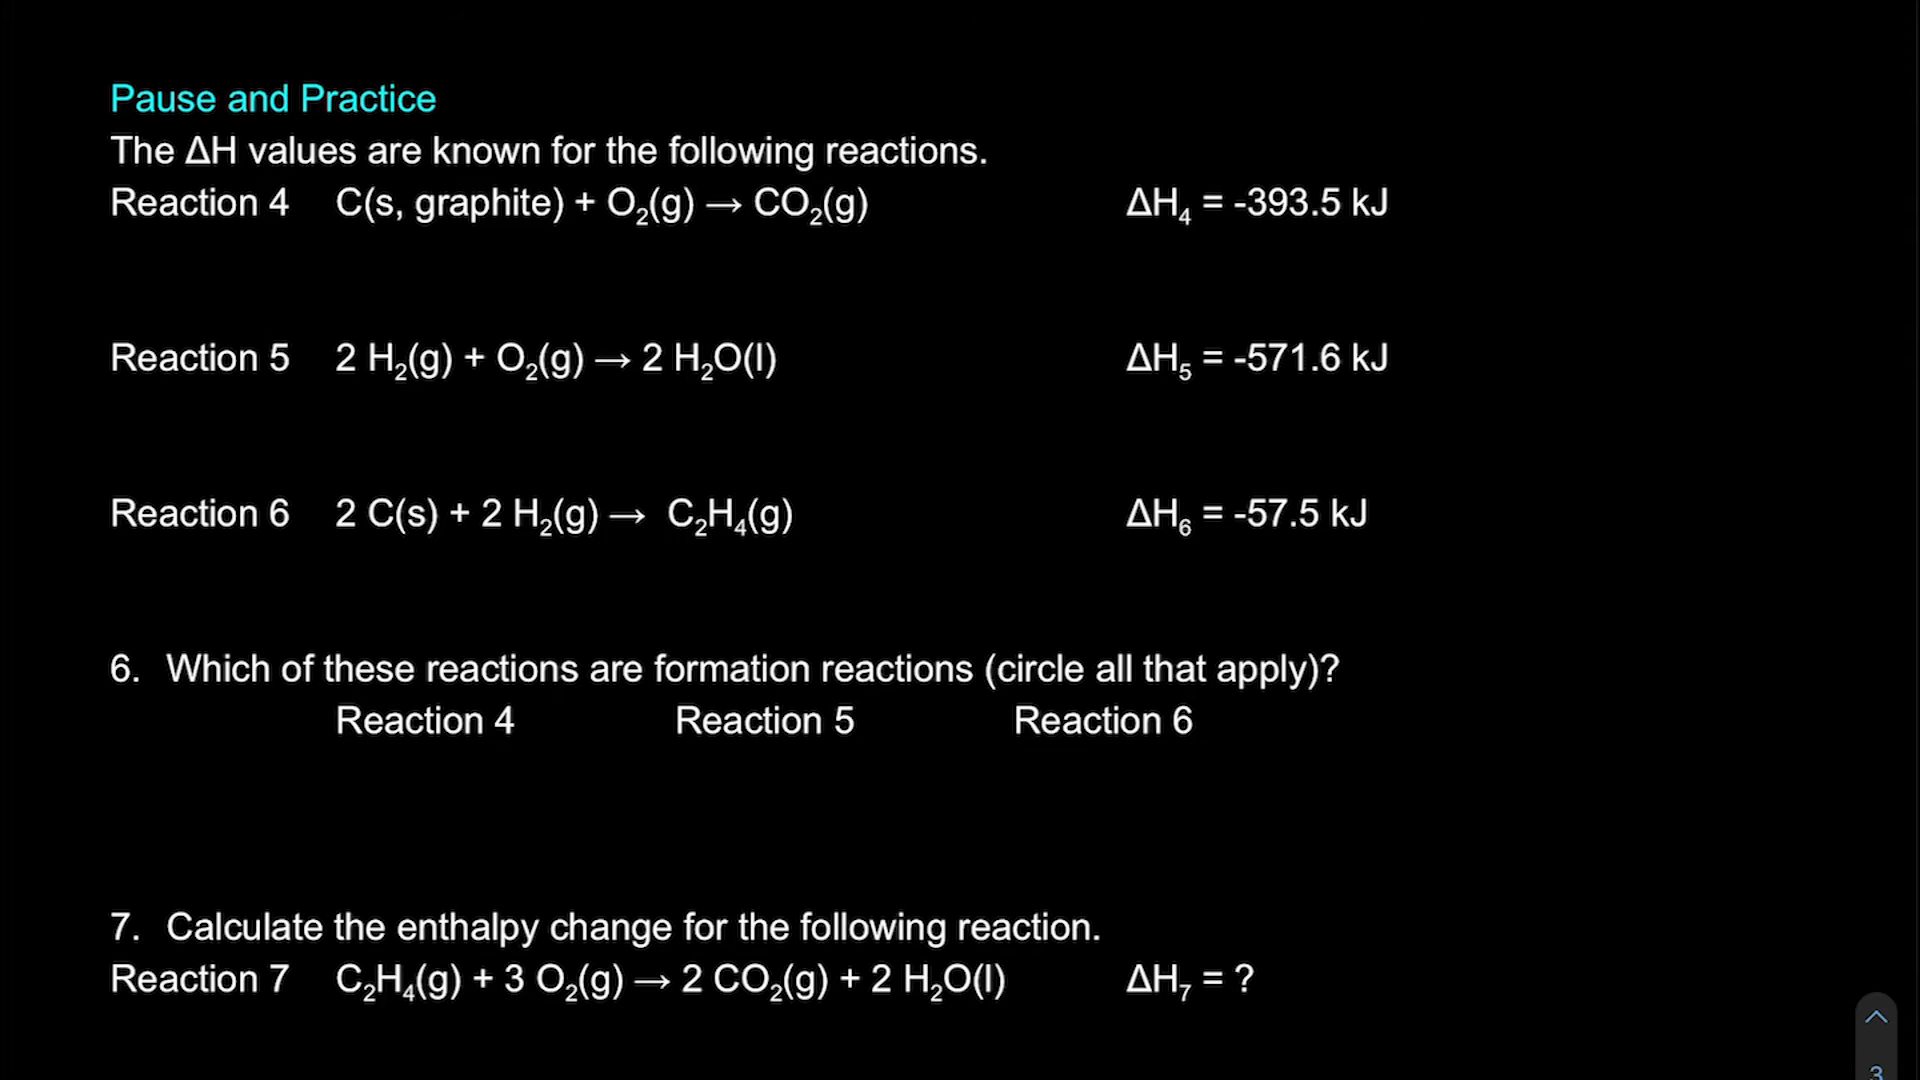 Pause and Practice
The ΔH values are known for the following reactions.
Reaction 4 C(s, graphite) + O₂(g) → CO₂(g) ΔH₄ = -393.5 kJ
Reaction 5 2 H₂(g) + O₂(g) → 2 H₂O(l) ΔH₅ = -571.6 kJ
Reaction 6 2 C(s) + 2 H₂(g) → C₂H₄(g) ΔH₆ = -57.5 kJ
6. Which of these reactions are formation reactions (circle all that apply)?
Reaction 4 Reaction 5 Reaction 6
7. Calculate the enthalpy change for the following reaction.
Reaction 7 C₂H₄(g) + 3 O₂(g) → 2 CO₂(g) + 2 H₂O(l) ΔH₇ = ?
3